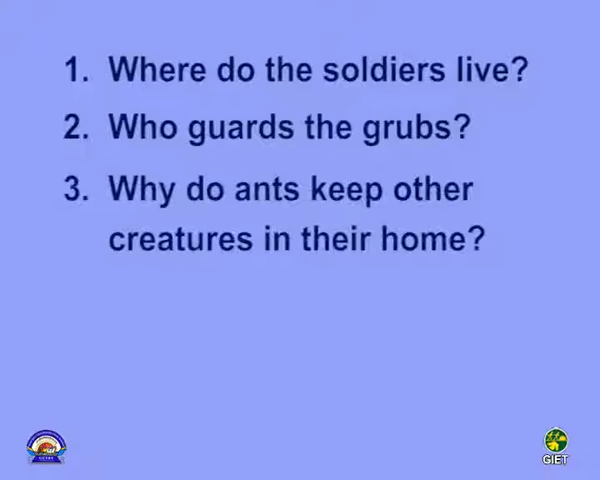 1. Where do the soldiers live?
2. Who guards the grubs?
3. Why do ants keep other
creatures in their home?
GIET